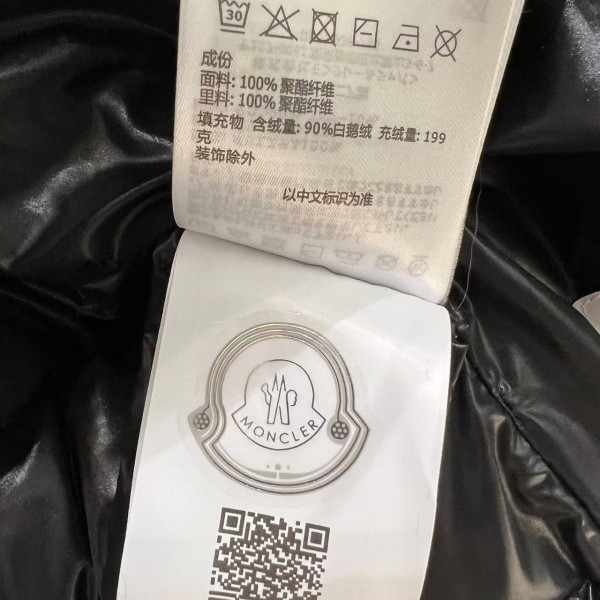 30
成份
面料: 100% 聚酯纤维
里料: 100% 聚酯纤维
填充物 含绒量: 90%白鹅绒 充绒量: 199
克
装饰除外
以中文标识为准
MONCLER